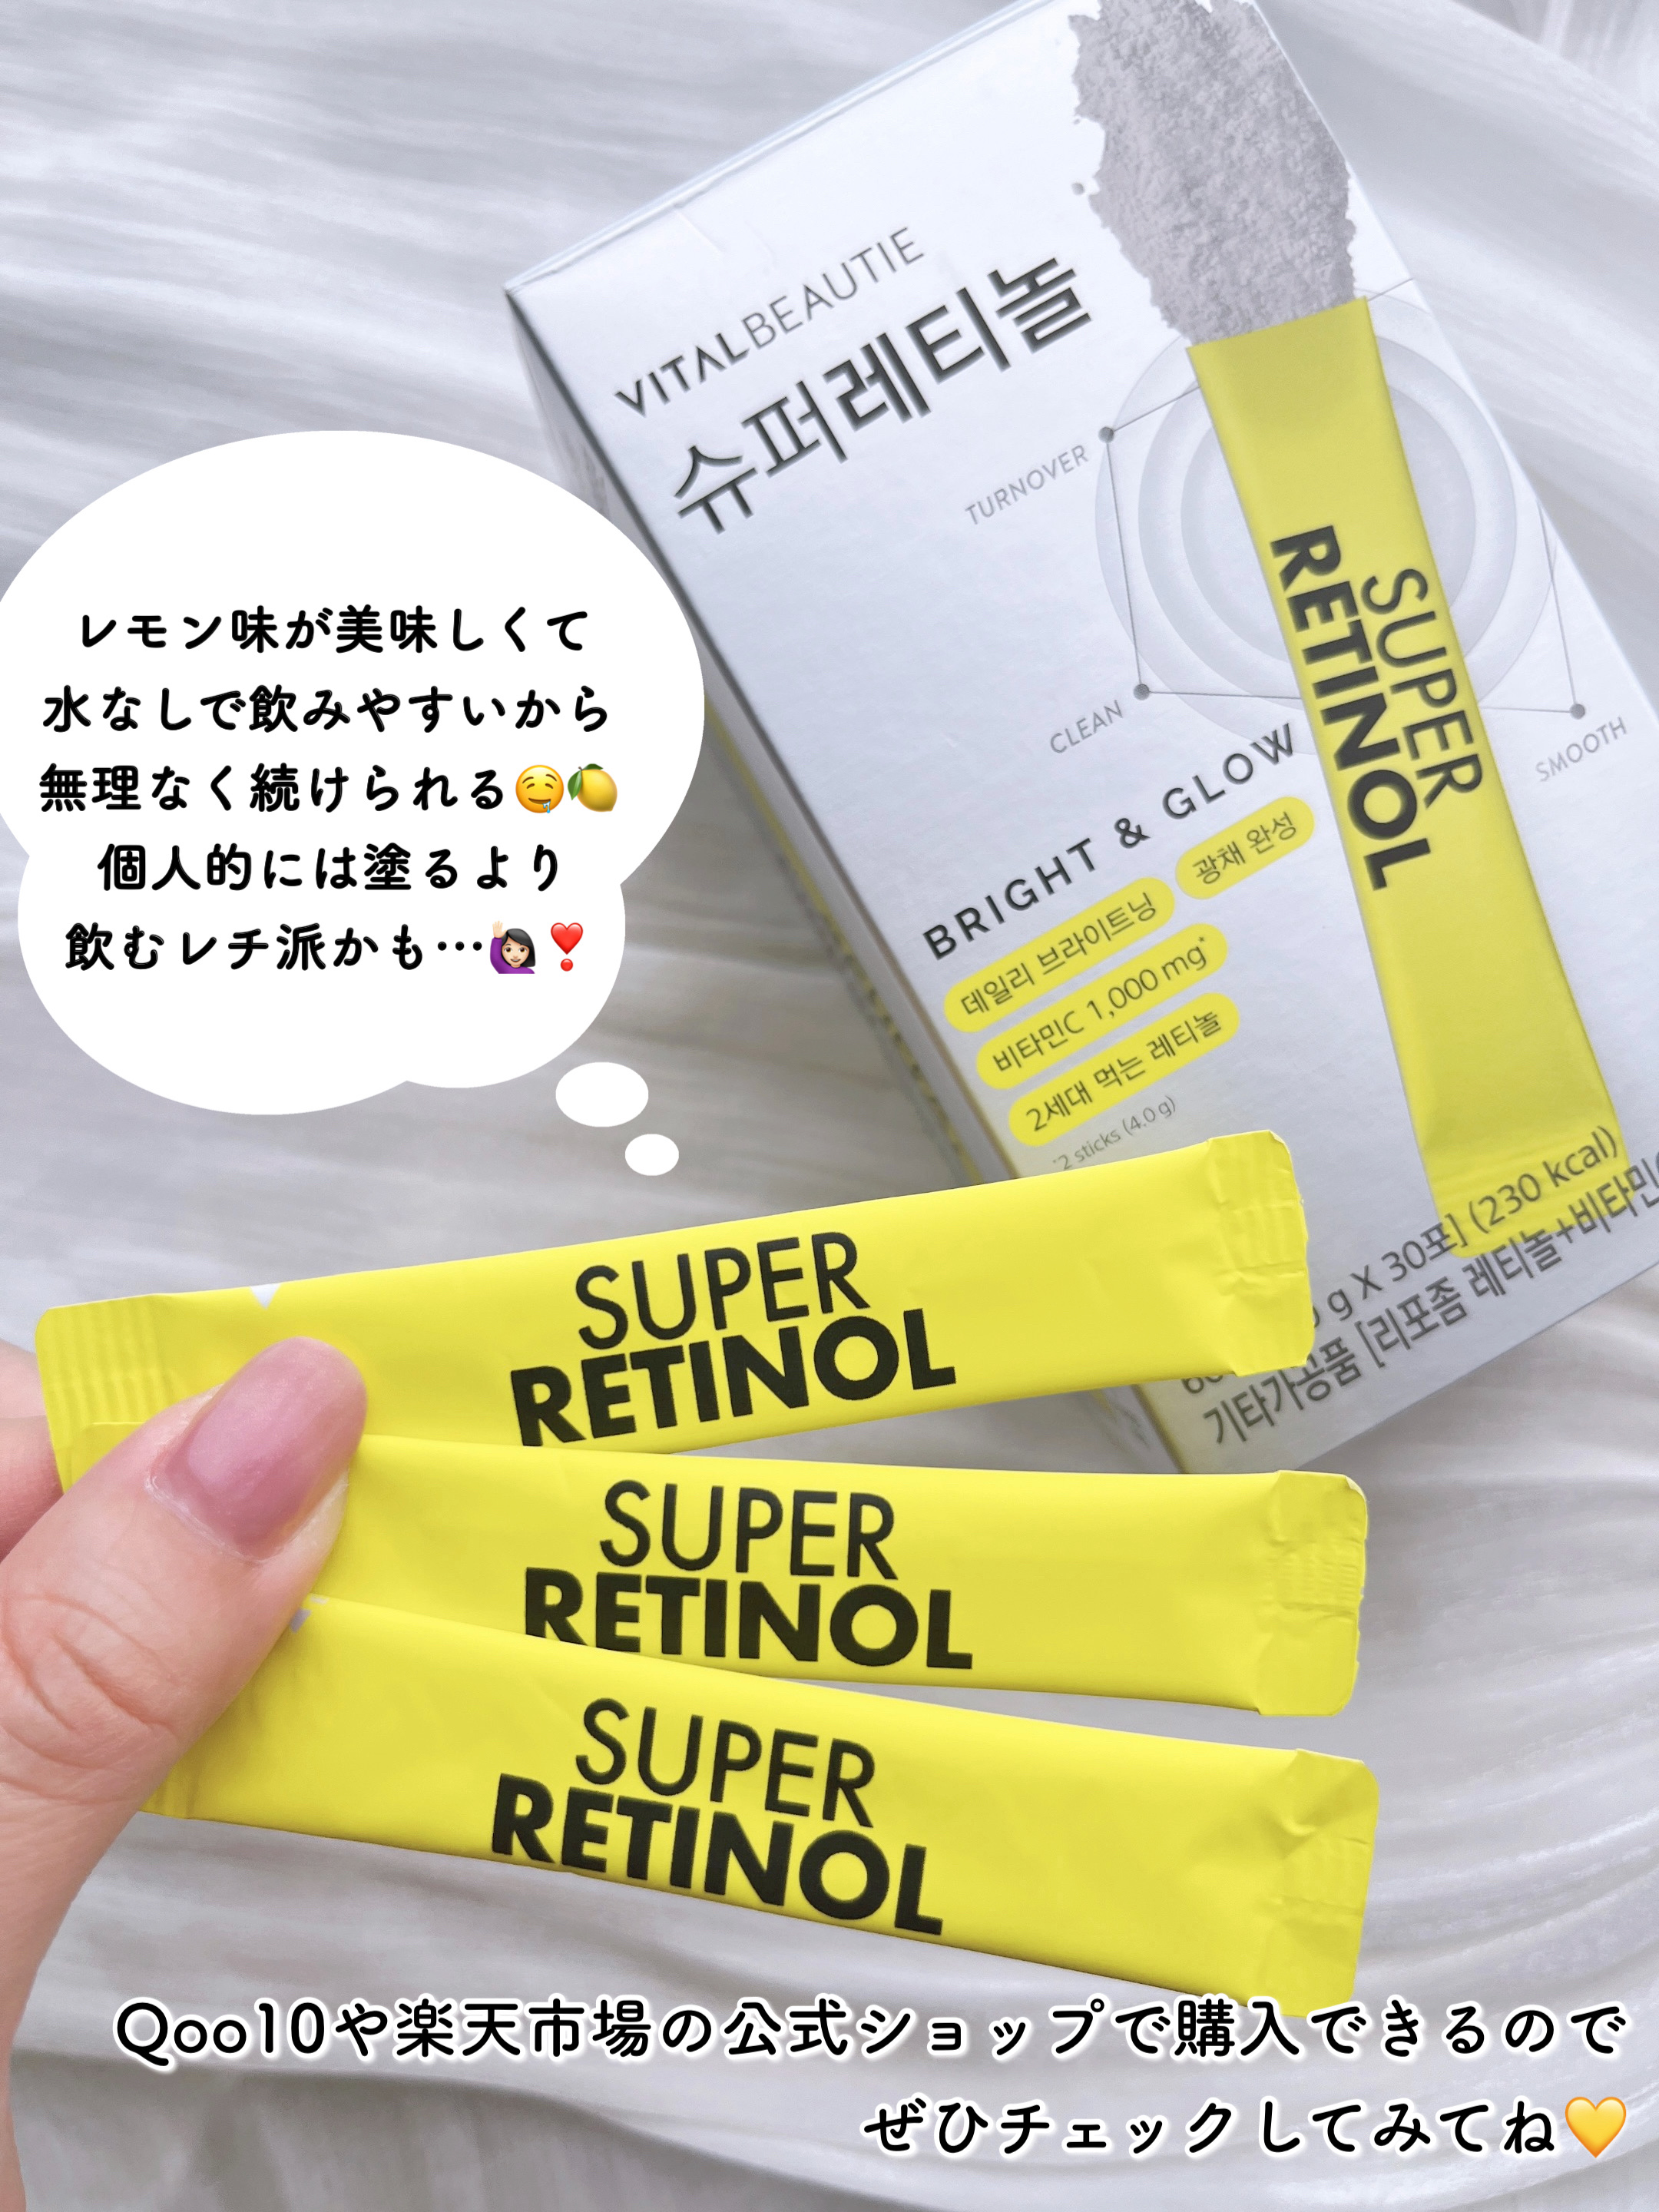 VITALBEAUTIE
슈퍼레티놀
TURNOVER
CLEAN
SMOOTH
SUPER
RETINOL
BRIGHT & GLOW
데일리 브라이트닝
광채 완성
비타민C 1,000 mg*
2세대 먹는 레티놀
*2 sticks (4.0 g)
g X 30포] (230 kcal)
기타가공품 [리포좀 레티놀+비타민
レモン味が美味しくて
水なしで飲みやすいから
無理なく続けられる🤤🍋
個人的には塗るより
飲むレチ派かも…🙋🏻‍♀️❣️
SUPER
RETINOL
SUPER
RETINOL
SUPER
RETINOL
Qoo10や楽天市場の公式ショップで購入できるので
ぜひチェックしてみてね💛